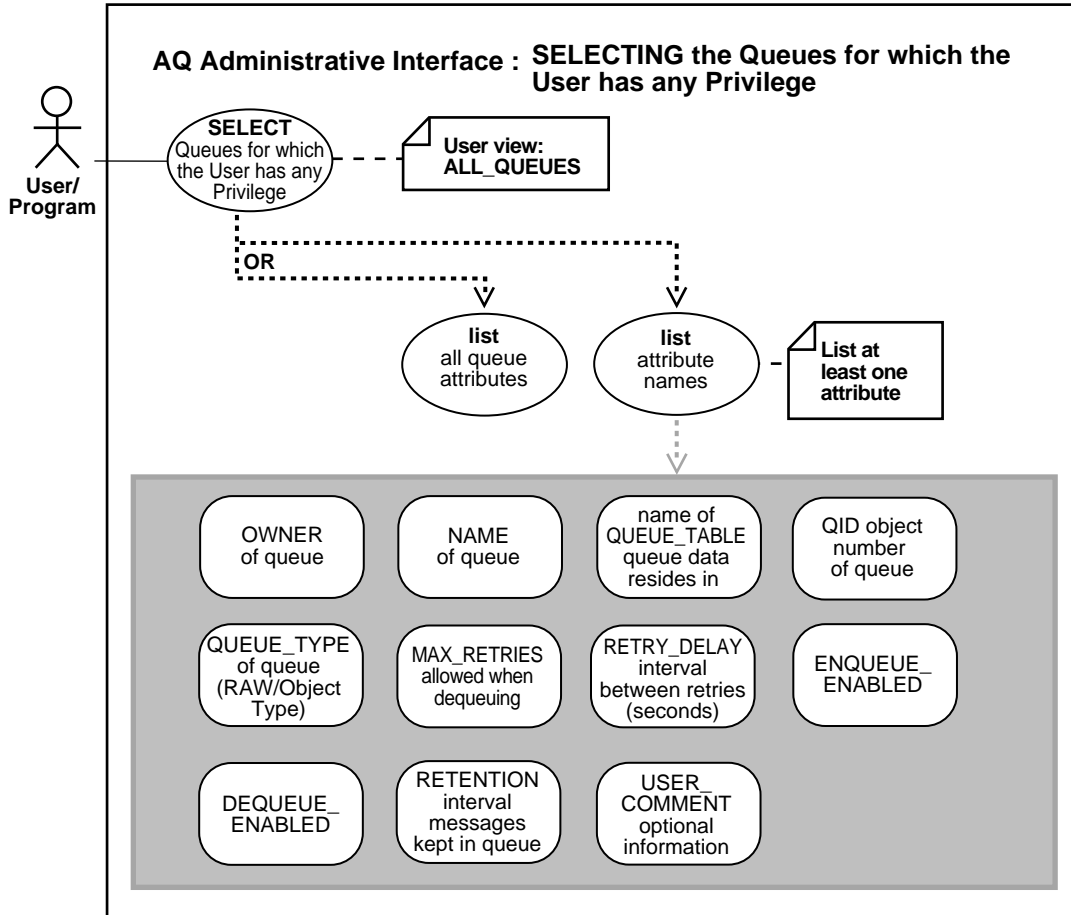 AQ Administrative Interface : SELECTING the Queues for which the
User has any Privilege
User/
Program
SELECT
Queues for which
the User has any
Privilege
User view:
ALL_QUEUES
OR
list
all queue
attributes
list
attribute
names
List at
least one
attribute
OWNER
of queue
NAME
of queue
name of
QUEUE_TABLE
queue data
resides in
QID object
number
of queue
QUEUE_TYPE
of queue
(RAW/Object
Type)
MAX_RETRIES
allowed when
dequeuing
RETRY_DELAY
interval
between retries
(seconds)
ENQUEUE_
ENABLED
DEQUEUE_
ENABLED
RETENTION
interval
messages
kept in queue
USER_
COMMENT
optional
information